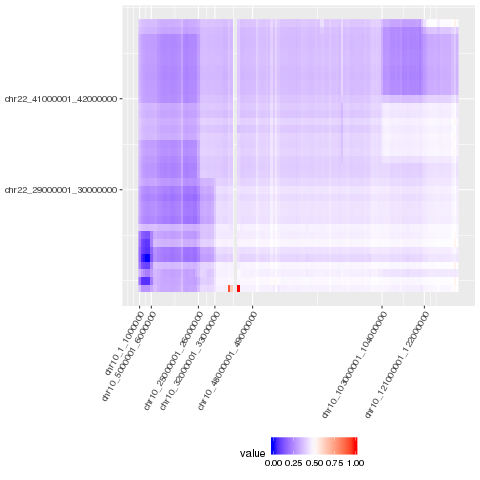 chr22_41000001_42000000
chr22_29000001_30000000
chr10_1_1000000
chr10_5000001_6000000
chr10_25000001_26000000
chr10_32000001_33000000
chr10_48000001_49000000
chr10_103000001_104000000
chr10_121000001_122000000
value
0.00 0.25 0.50 0.75 1.00